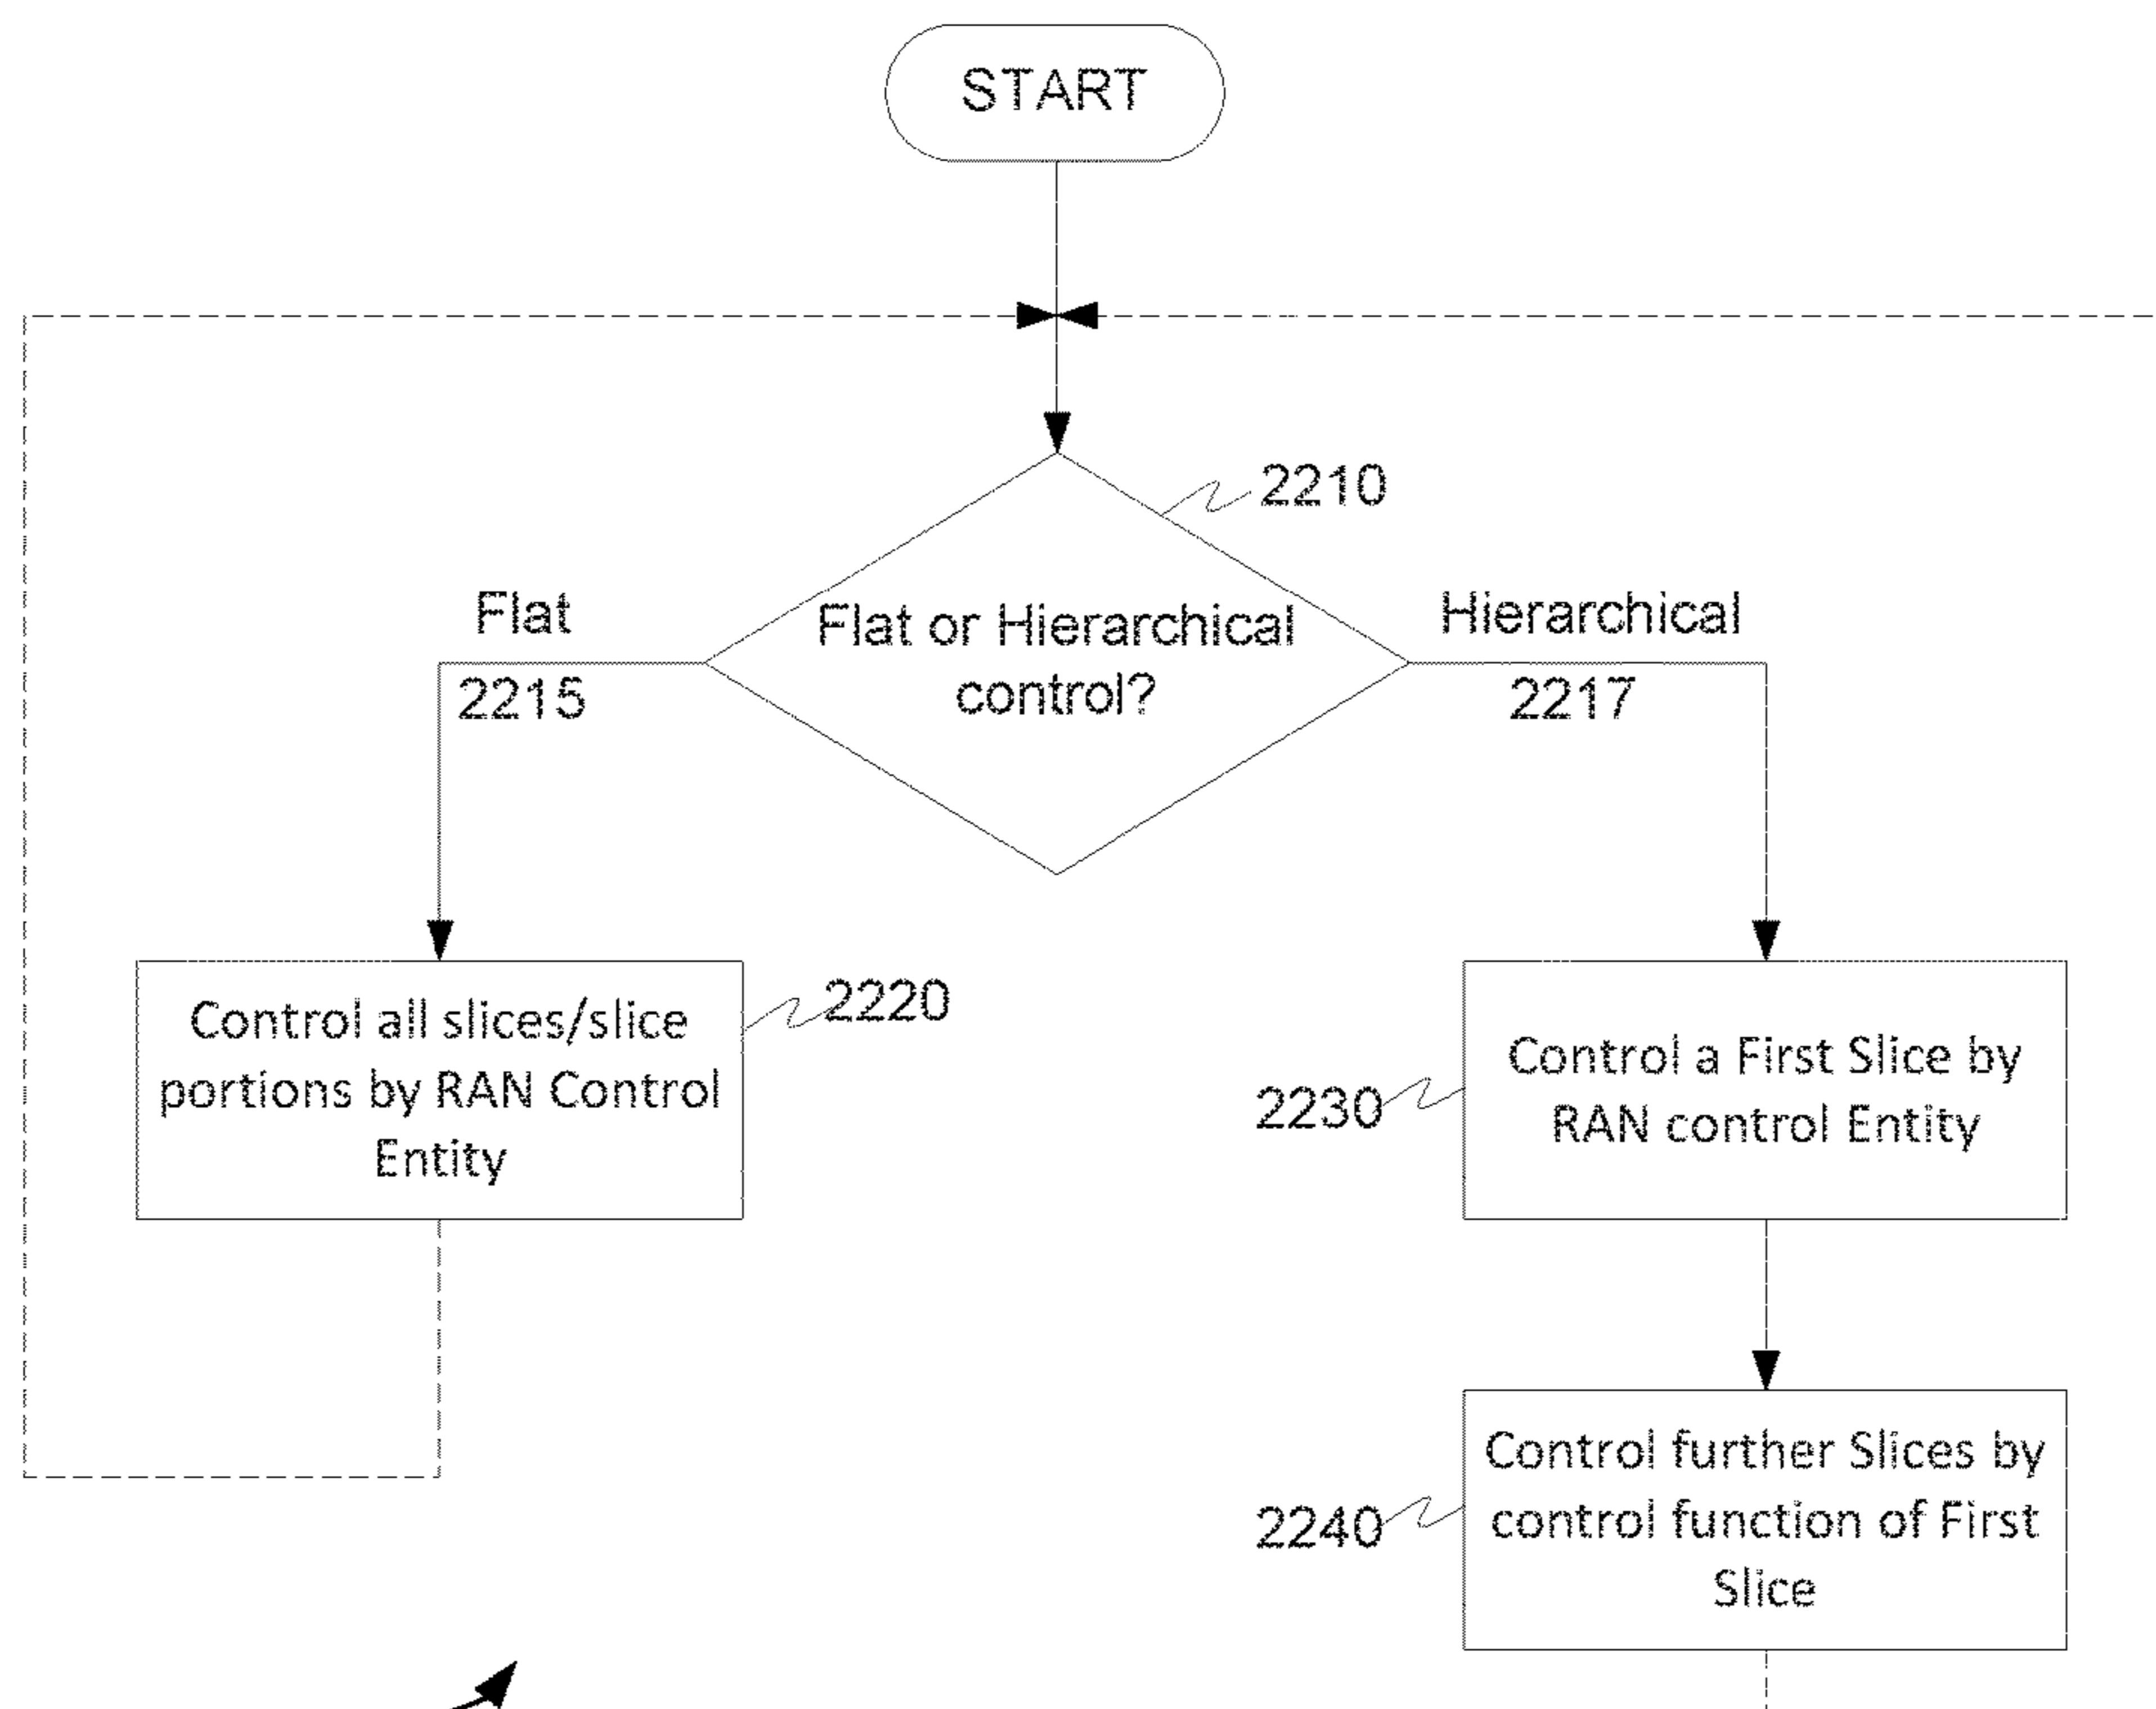 START
2210
Flat
Hierarchical
Flat or Hierarchical
control?
2215
2217
Control all slices/slice
portions by RAN Control
Entity
2220
2230
Control a First Slice by
RAN control Entity
2240
Control further Slices by
control function of First
Slice